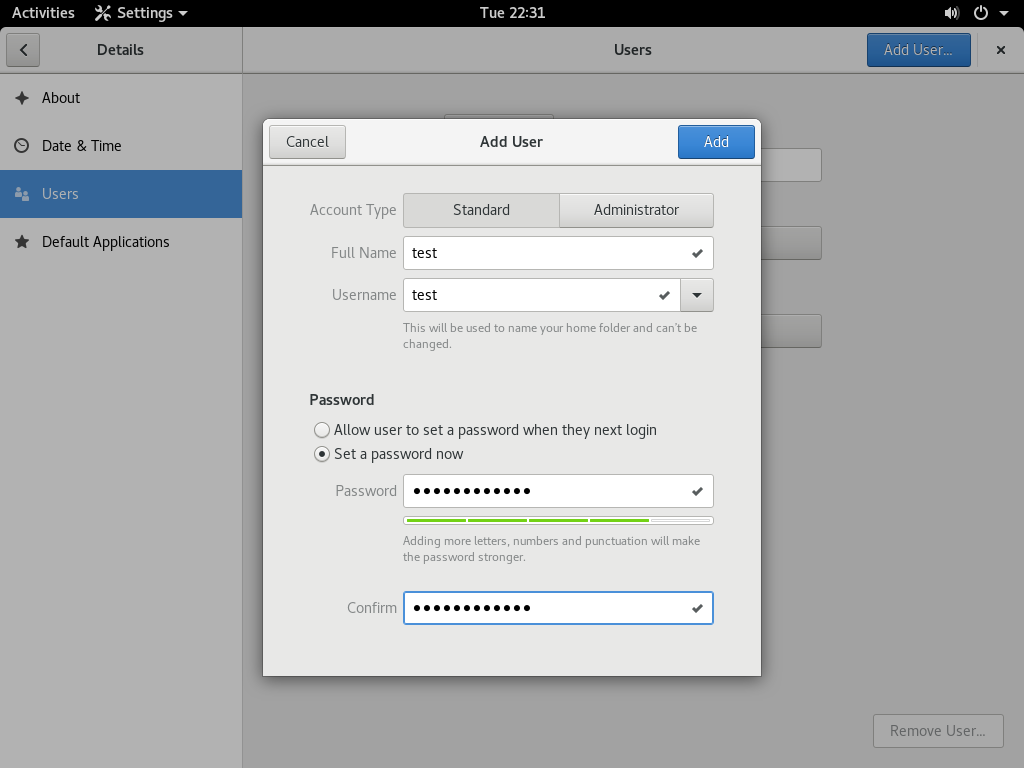 Activities Settings Tue 22:31
Details Users Add User...
About
Date & Time
Users
Default Applications
Cancel Add User Add
Account Type Standard Administrator
Full Name test
Username test
This will be used to name your home folder and can't be
changed.
Password
Allow user to set a password when they next login
Set a password now
Password ●●●●●●●●●●●●
Adding more letters, numbers and punctuation will make
the password stronger.
Confirm ●●●●●●●●●●●●
Remove User...